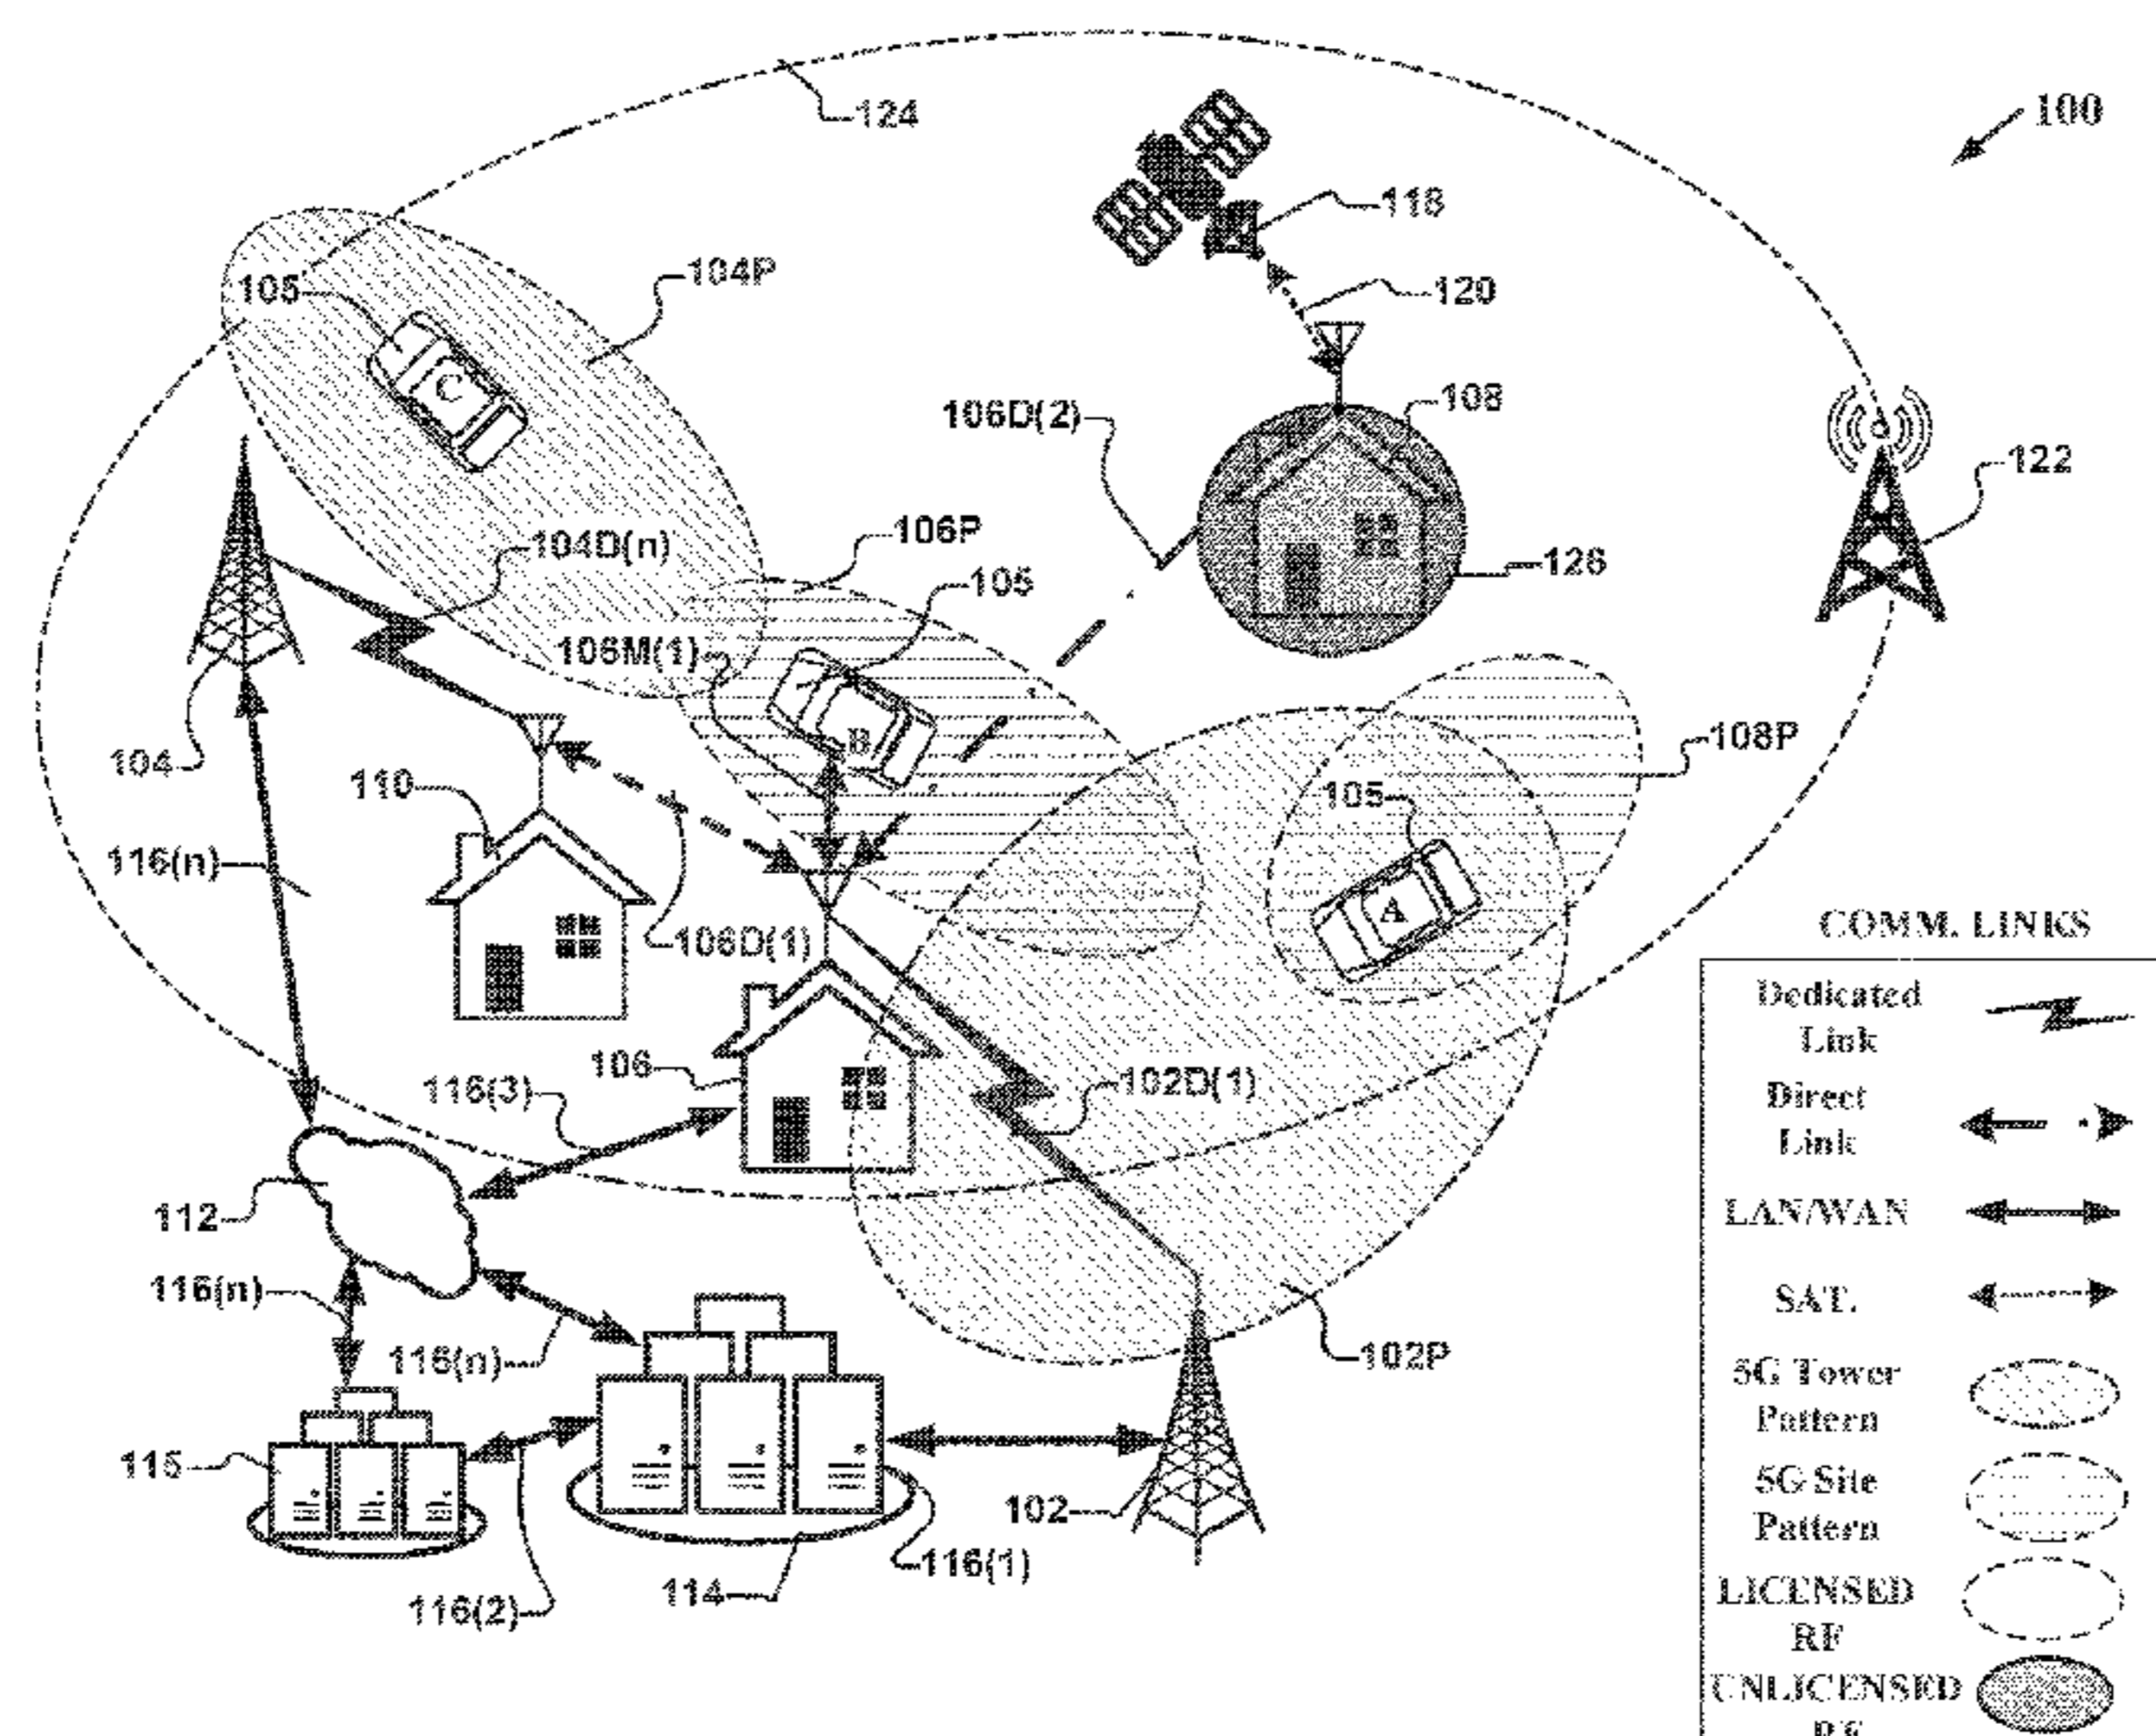 124
100
118
104P
105
C
120
108
106D(2)
122
106P
104D(n)
105
126
106M(1)
B
104
108P
110
105
116(n)
A
106D(1)
COMM. LINKS
Dedicated
Link
106
116(3)
102D(1)
Direct
Link
112
LAN/WAN
116(n)
SAT.
116(n)
102P
5G Tower
Pattern
115
5G Site
Pattern
102
116(1)
114
116(2)
LICENSED
RF
UNLICENSED
RF